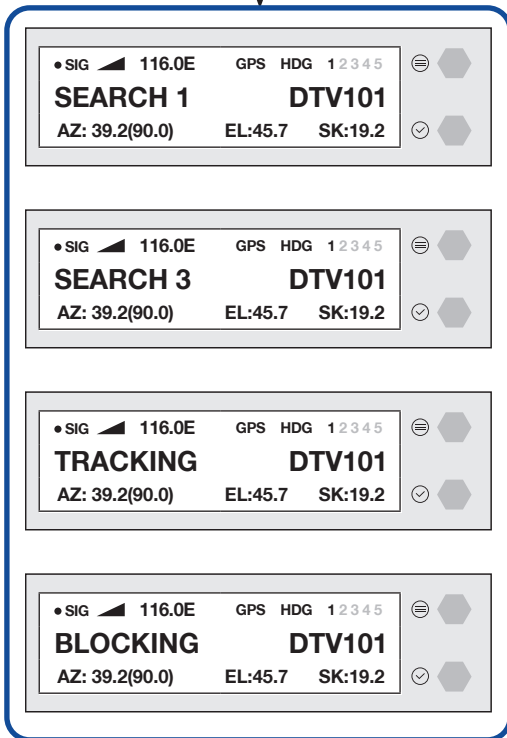 ● SIG 116.0E GPS HDG 1 2 3 4 5
SEARCH 1 DTV101
AZ: 39.2(90.0) EL:45.7 SK:19.2
● SIG 116.0E GPS HDG 1 2 3 4 5
SEARCH 3 DTV101
AZ: 39.2(90.0) EL:45.7 SK:19.2
● SIG 116.0E GPS HDG 1 2 3 4 5
TRACKING DTV101
AZ: 39.2(90.0) EL:45.7 SK:19.2
● SIG 116.0E GPS HDG 1 2 3 4 5
BLOCKING DTV101
AZ: 39.2(90.0) EL:45.7 SK:19.2